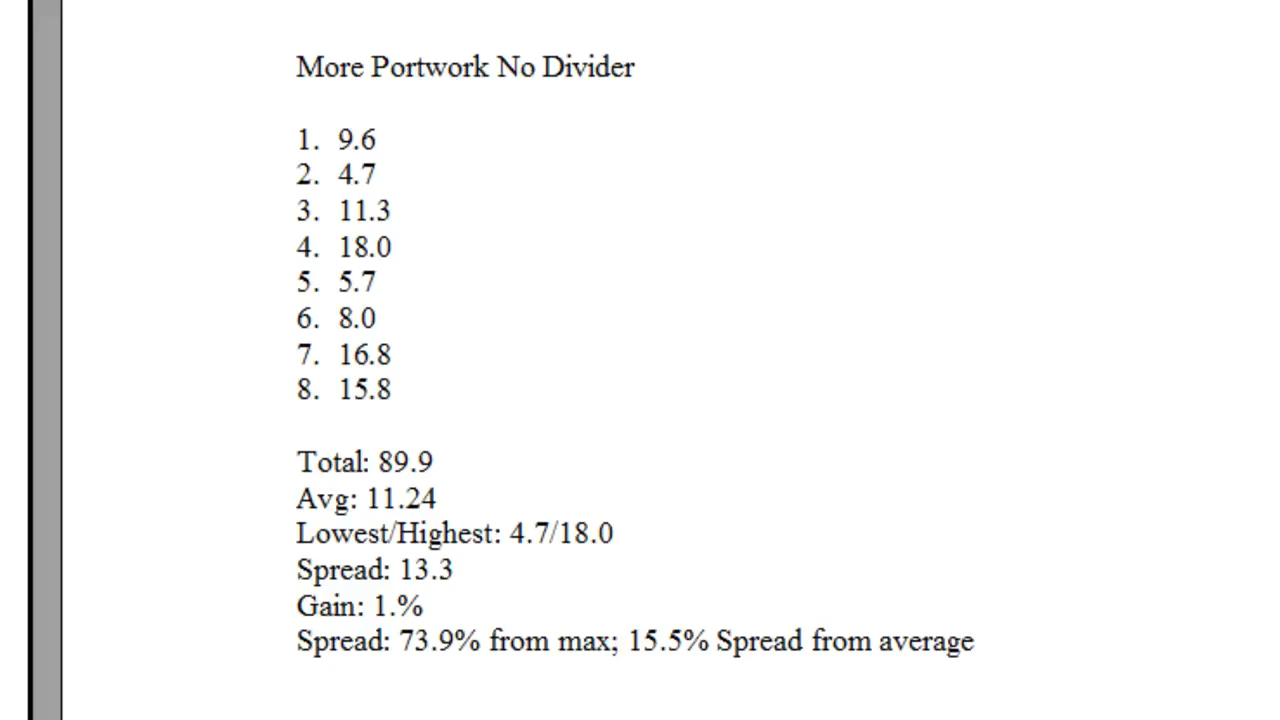 More Portwork No Divider
1. 9.6
2. 4.7
3. 11.3
4. 18.0
5. 5.7
6. 8.0
7. 16.8
8. 15.8
Total: 89.9
Avg: 11.24
Lowest/Highest: 4.7/18.0
Spread: 13.3
Gain: 1.%
Spread: 73.9% from max; 15.5% Spread from average